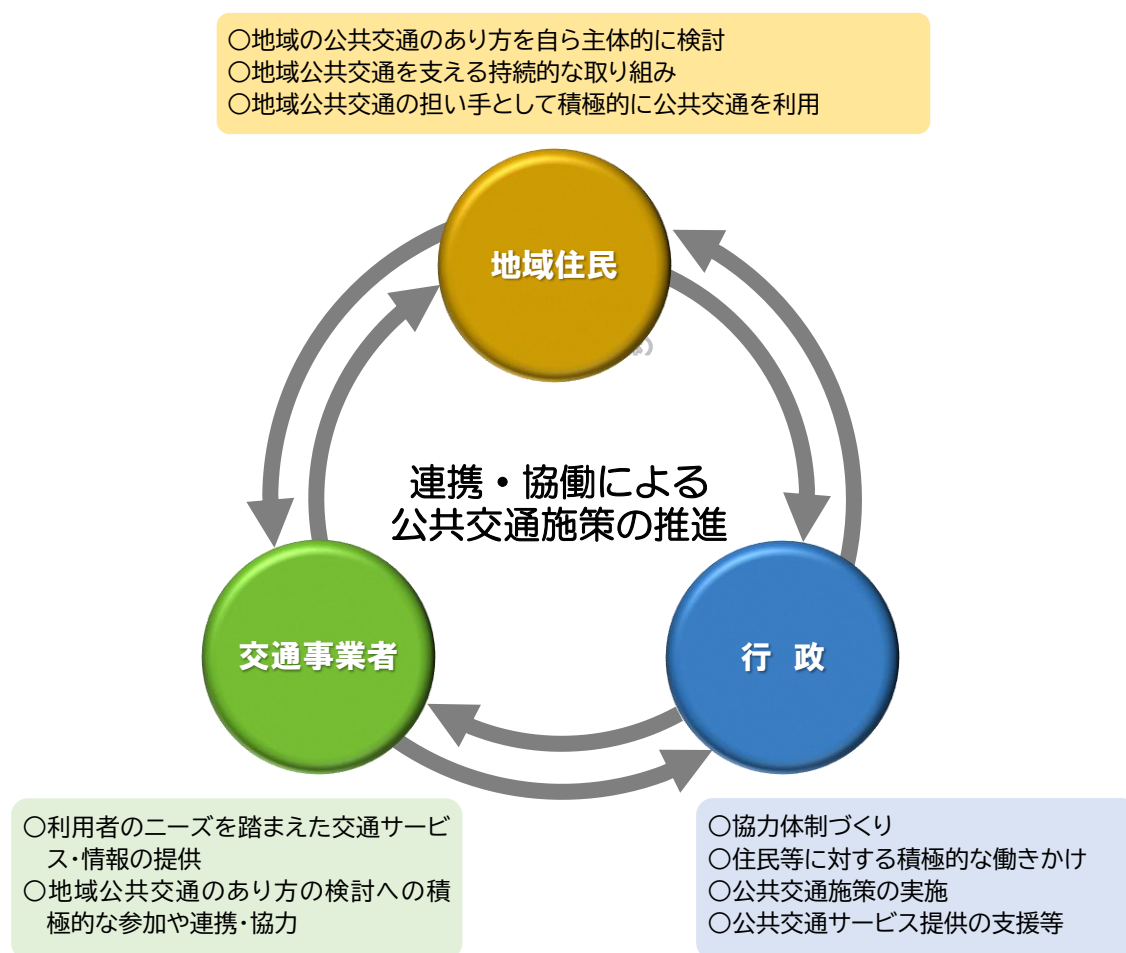 〇地域の公共交通のあり方を自ら主体的に検討
〇地域公共交通を支える持続的な取り組み
〇地域公共交通の担い手として積極的に公共交通を利用
地域住民
連携・協働による
公共交通施策の推進
交通事業者
行 政
〇利用者のニーズを踏まえた交通サービ
ス・情報の提供
〇地域公共交通のあり方の検討への積
極的な参加や連携・協力
〇協力体制づくり
〇住民等に対する積極的な働きかけ
〇公共交通施策の実施
〇公共交通サービス提供の支援等